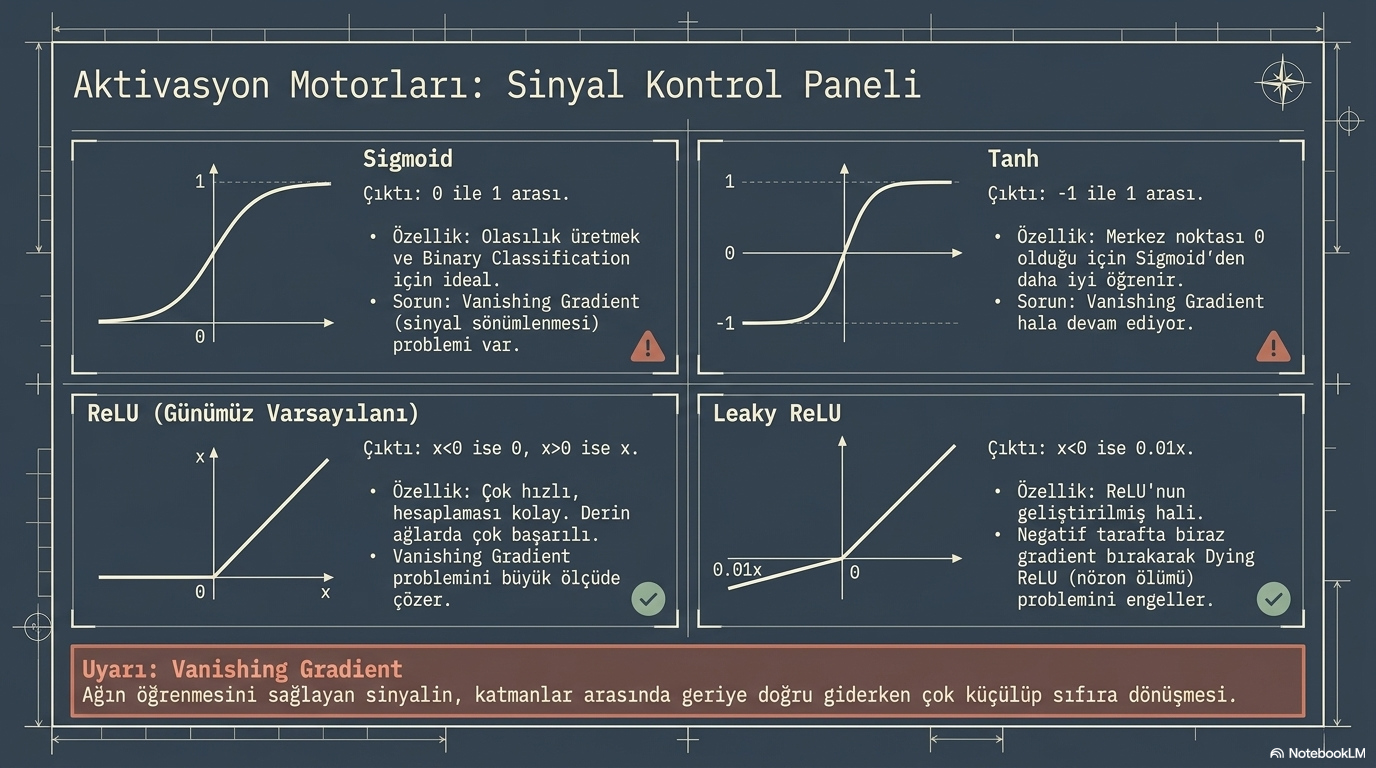 Aktivasyon Motorları: Sinyal Kontrol Paneli
Sigmoid
Çıktı: 0 ile 1 arası.
• Özellik: Olasılık üretmek
ve Binary Classification
için ideal.
• Sorun: Vanishing Gradient
(sinyal sönümlenmesi)
problemi var.
1
0
Tanh
Çıktı: -1 ile 1 arası.
• Özellik: Merkez noktası 0
olduğu için Sigmoid'den
daha iyi öğrenir.
• Sorun: Vanishing Gradient
hala devam ediyor.
1
0
-1
ReLU (Günümüz Varsayılanı)
Çıktı: x<0 ise 0, x>0 ise x.
• Özellik: Çok hızlı,
hesaplaması kolay. Derin
ağlarda çok başarılı.
• Vanishing Gradient
problemini büyük ölçüde
çözer.
x
0
x
Leaky ReLU
Çıktı: x<0 ise 0.01x.
• Özellik: ReLU'nun
geliştirilmiş hali.
• Negatif tarafta biraz
gradient bırakarak Dying
ReLU (nöron ölümü)
problemini engeller.
0.01x
0
Uyarı: Vanishing Gradient
Ağın öğrenmesini sağlayan sinyalin, katmanlar arasında geriye doğru giderken çok küçülüp sıfıra dönüşmesi.
NotebookLM